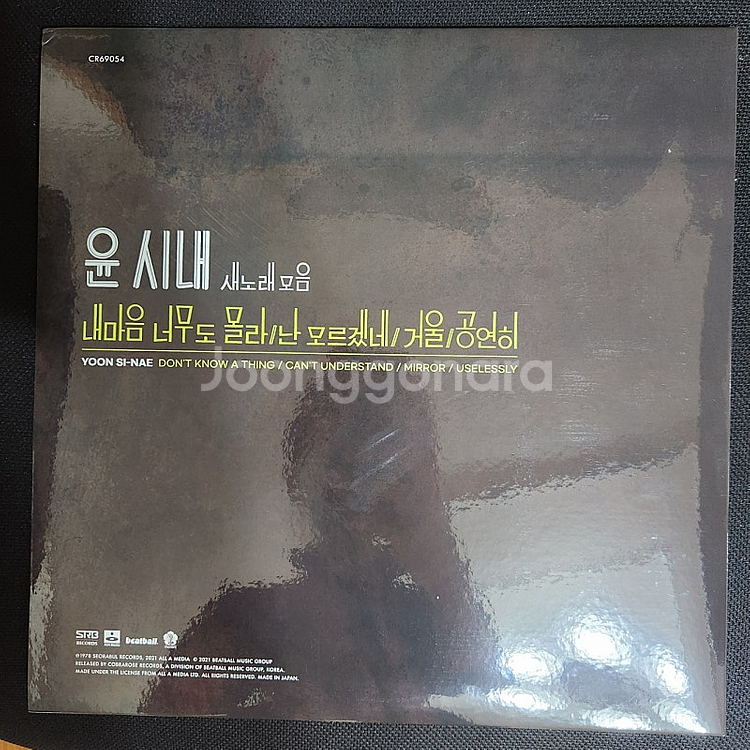 CR69054
윤 시내 새노래 모음
내마음 너무도 몰라/난 모르겠네/거울/공연히
YOON SI-NAE DON'T KNOW A THING / CAN'T UNDERSTAND / MIRROR / USELESSLY
Joonggonara
SRB RECORDS beatball
℗1978 SEORABUL RECORDS, 2021 ALL A MEDIA © 2021 BEATBALL MUSIC GROUP
RELEASED BY COBRAROSE RECORDS, A DIVISION OF BEATBALL MUSIC GROUP, KOREA.
MADE UNDER THE LICENSE FROM ALL A MEDIA LTD. ALL RIGHTS RESERVED. MADE IN JAPAN.